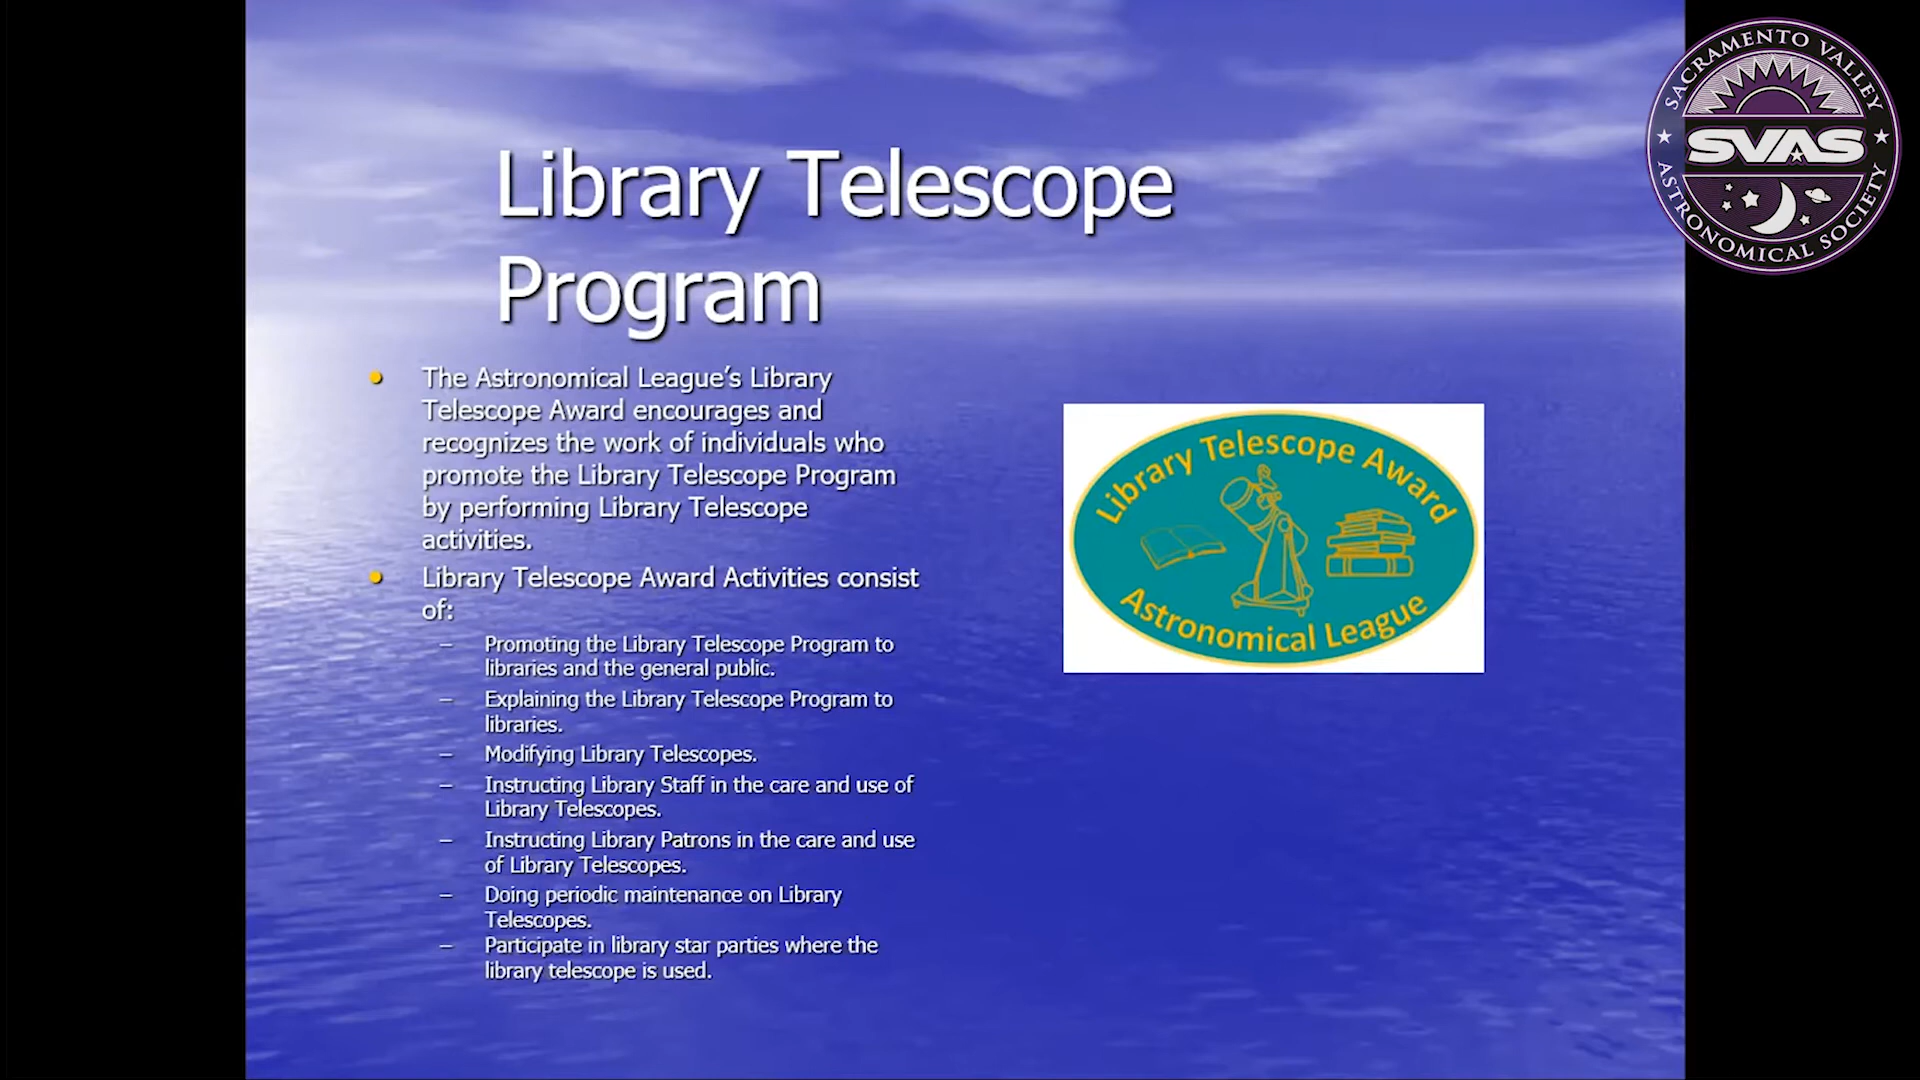 Library Telescope
Program
The Astronomical League's Library
Telescope Award encourages and
recognizes the work of individuals who
promote the Library Telescope Program
by performing Library Telescope
activities.
Library Telescope Award Activities consist
of:
– Promoting the Library Telescope Program to
libraries and the general public.
– Explaining the Library Telescope Program to
libraries.
– Modifying Library Telescopes.
– Instructing Library Staff in the care and use of
Library Telescopes.
– Instructing Library Patrons in the care and use
of Library Telescopes.
– Doing periodic maintenance on Library
Telescopes.
– Participate in library star parties where the
library telescope is used.
Library Telescope Award
Astronomical League
SACRAMENTO VALLEY
SVAS
ASTRONOMICAL SOCIETY